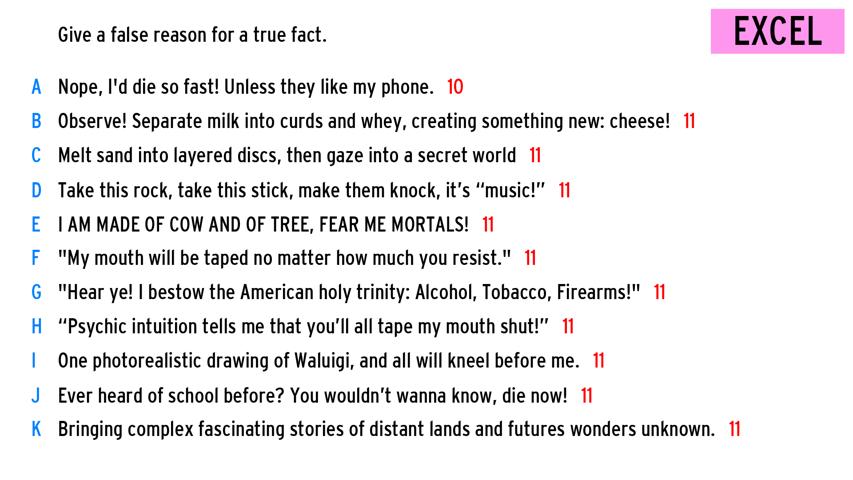 Give a false reason for a true fact.
EXCEL
A Nope, I'd die so fast! Unless they like my phone. 10
B Observe! Separate milk into curds and whey, creating something new: cheese! 11
C Melt sand into layered discs, then gaze into a secret world 11
D Take this rock, take this stick, make them knock, it’s “music!” 11
E I AM MADE OF COW AND OF TREE, FEAR ME MORTALS! 11
F "My mouth will be taped no matter how much you resist." 11
G "Hear ye! I bestow the American holy trinity: Alcohol, Tobacco, Firearms!" 11
H “Psychic intuition tells me that you’ll all tape my mouth shut!” 11
I One photorealistic drawing of Waluigi, and all will kneel before me. 11
J Ever heard of school before? You wouldn’t wanna know, die now! 11
K Bringing complex fascinating stories of distant lands and futures wonders unknown. 11